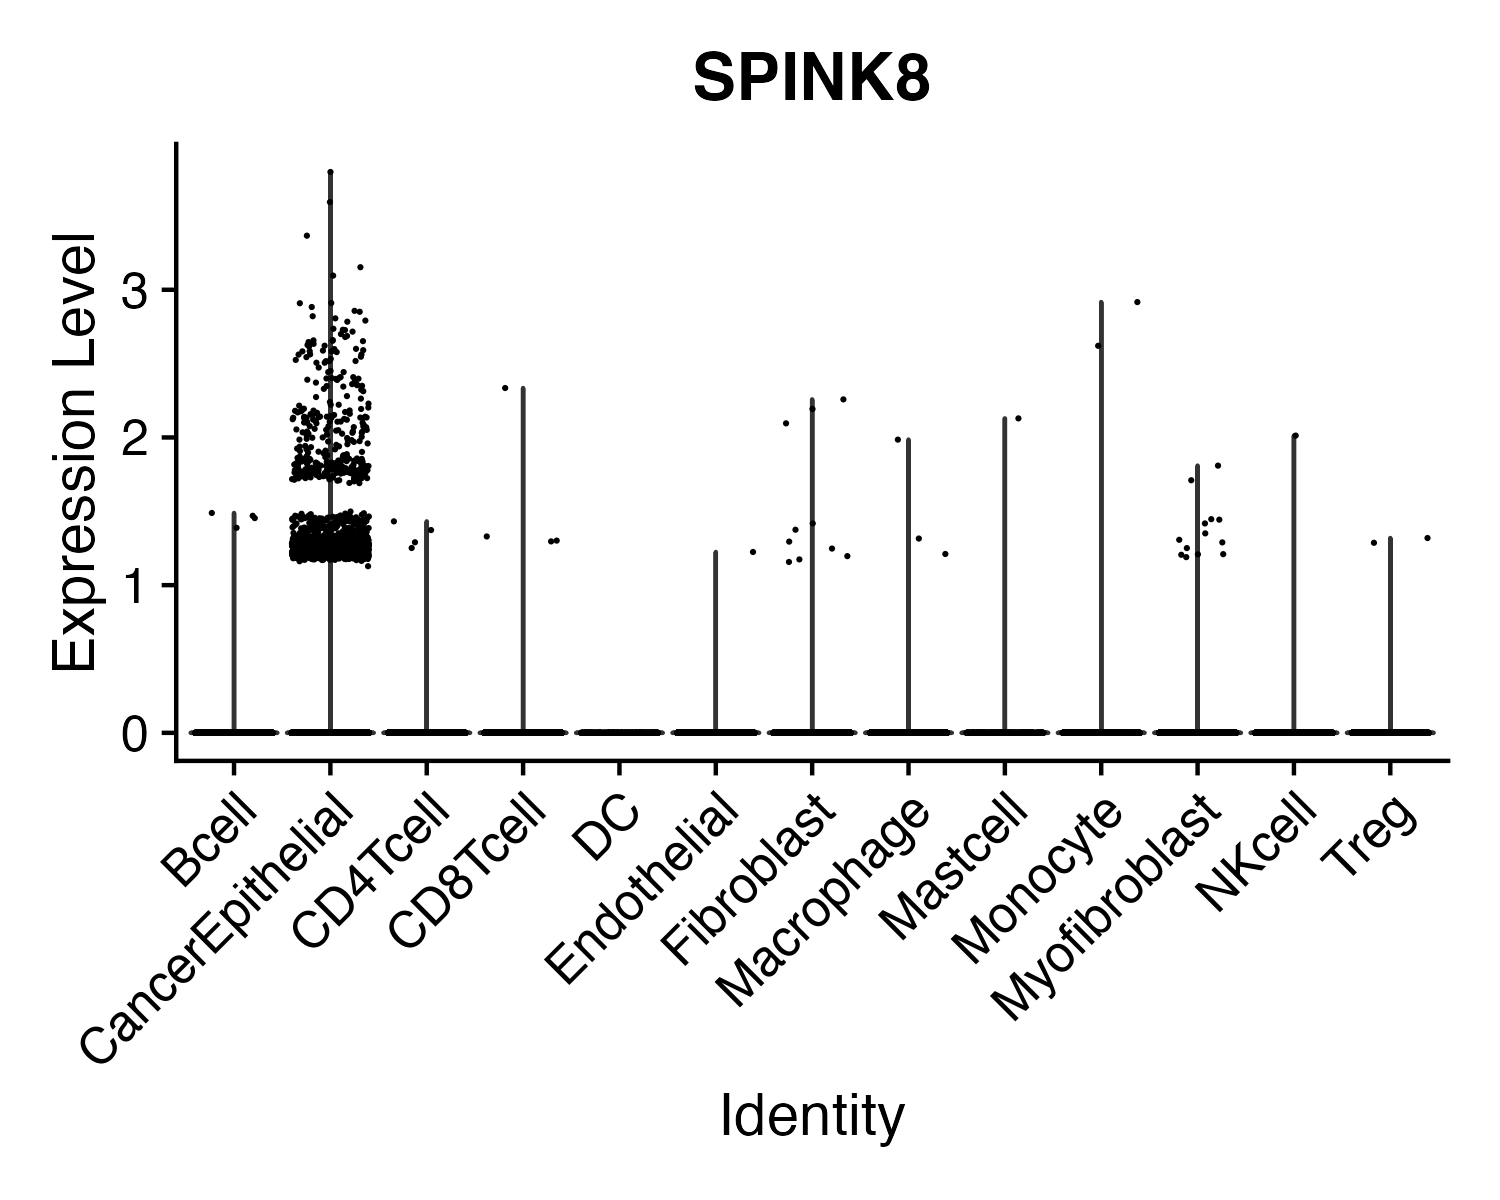 SPINK8
Expression Level
3
2
1
0
Bcell
CancerEpithelial
CD4Tcell
CD8Tcell
DC
Endothelial
Fibroblast
Macrophage
Mastcell
Monocyte
Myofibroblast
NKcell
Treg
Identity